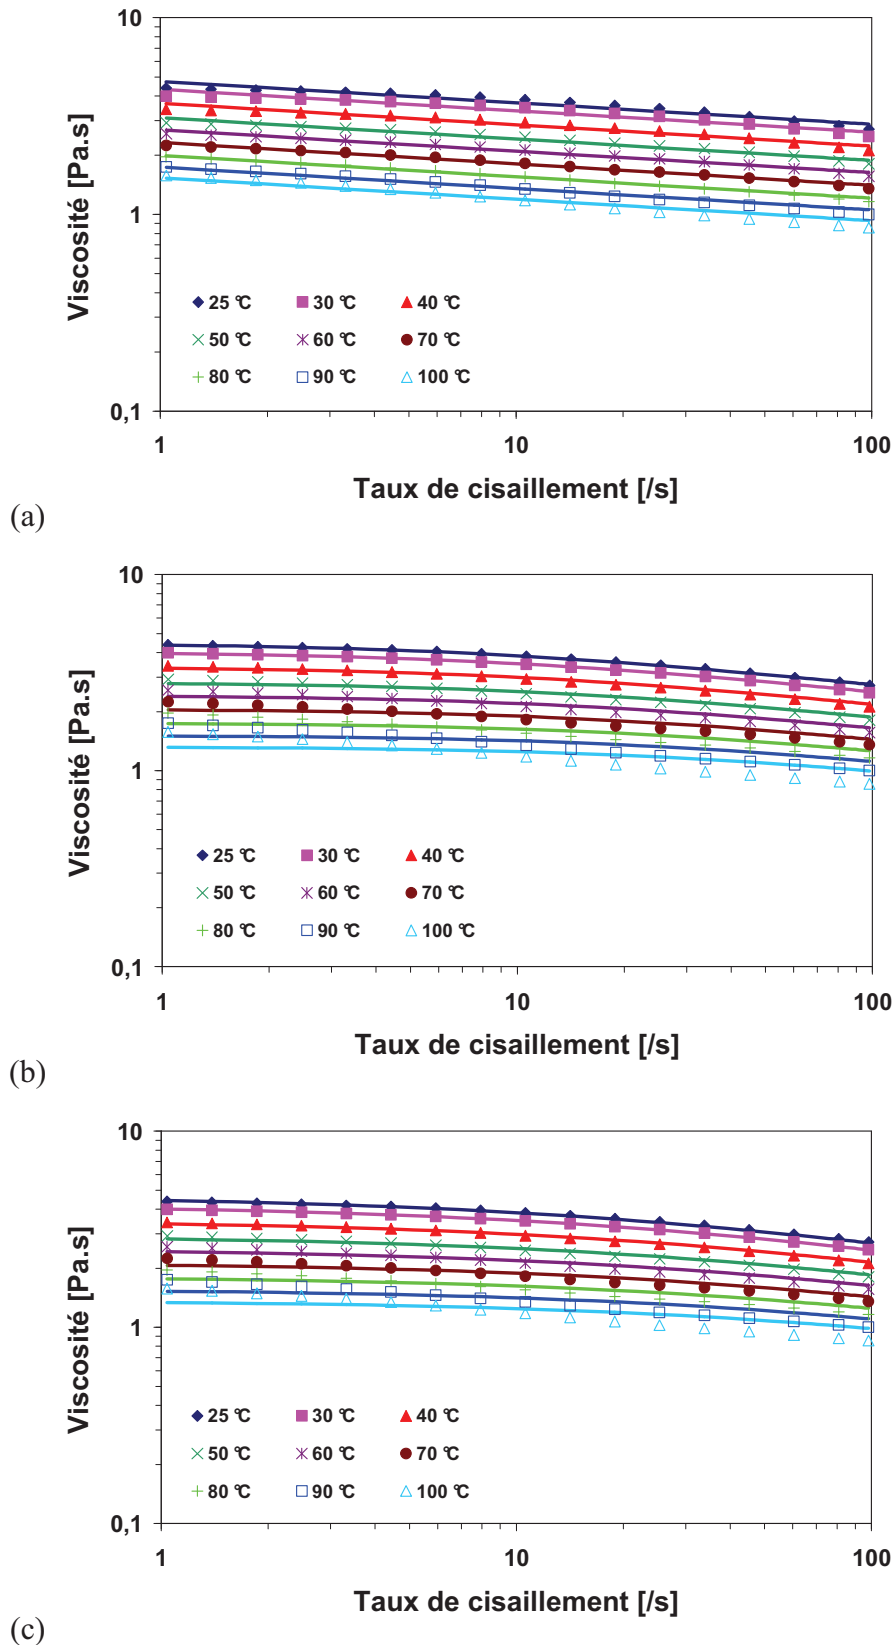 10
1
0,1
Viscosité [Pa.s]
25 °C 30 °C 40 °C
50 °C 60 °C 70 °C
80 °C 90 °C 100 °C
1 10 100
Taux de cisaillement [/s]
(a)
10
1
0,1
Viscosité [Pa.s]
25 °C 30 °C 40 °C
50 °C 60 °C 70 °C
80 °C 90 °C 100 °C
1 10 100
Taux de cisaillement [/s]
(b)
10
1
0,1
Viscosité [Pa.s]
25 °C 30 °C 40 °C
50 °C 60 °C 70 °C
80 °C 90 °C 100 °C
1 10 100
Taux de cisaillement [/s]
(c)